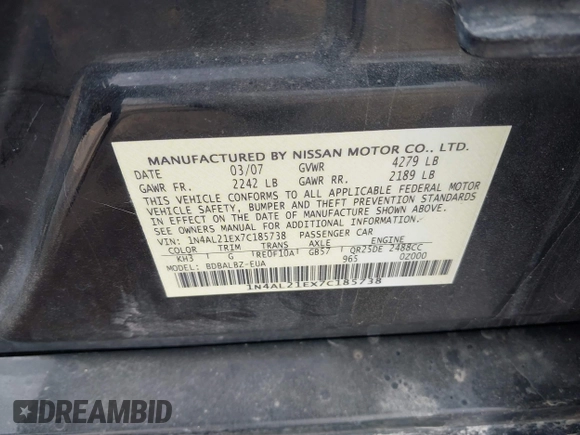 MANUFACTURED BY NISSAN MOTOR CO., LTD.
DATE 03/07 GVWR 4279 LB
GAWR FR. 2242 LB GAWR RR. 2189 LB
THIS VEHICLE CONFORMS TO ALL APPLICABLE FEDERAL MOTOR
VEHICLE SAFETY, BUMPER AND THEFT PREVENTION STANDARDS
IN EFFECT ON THE DATE OF MANUFACTURE SHOWN ABOVE.
SEE OWNERS MANUAL FOR ADDITIONAL INFORMATION.
VIN: 1N4AL21EX7C185738 PASSENGER CAR
COLOR TRIM TRANS AXLE ENGINE
KH3 G RE0F10A GB57 QR25DE 2488CC
MODEL: BDBALBZ-EUA 965 02000
1N4AL21EX7C185738
DREAMBID